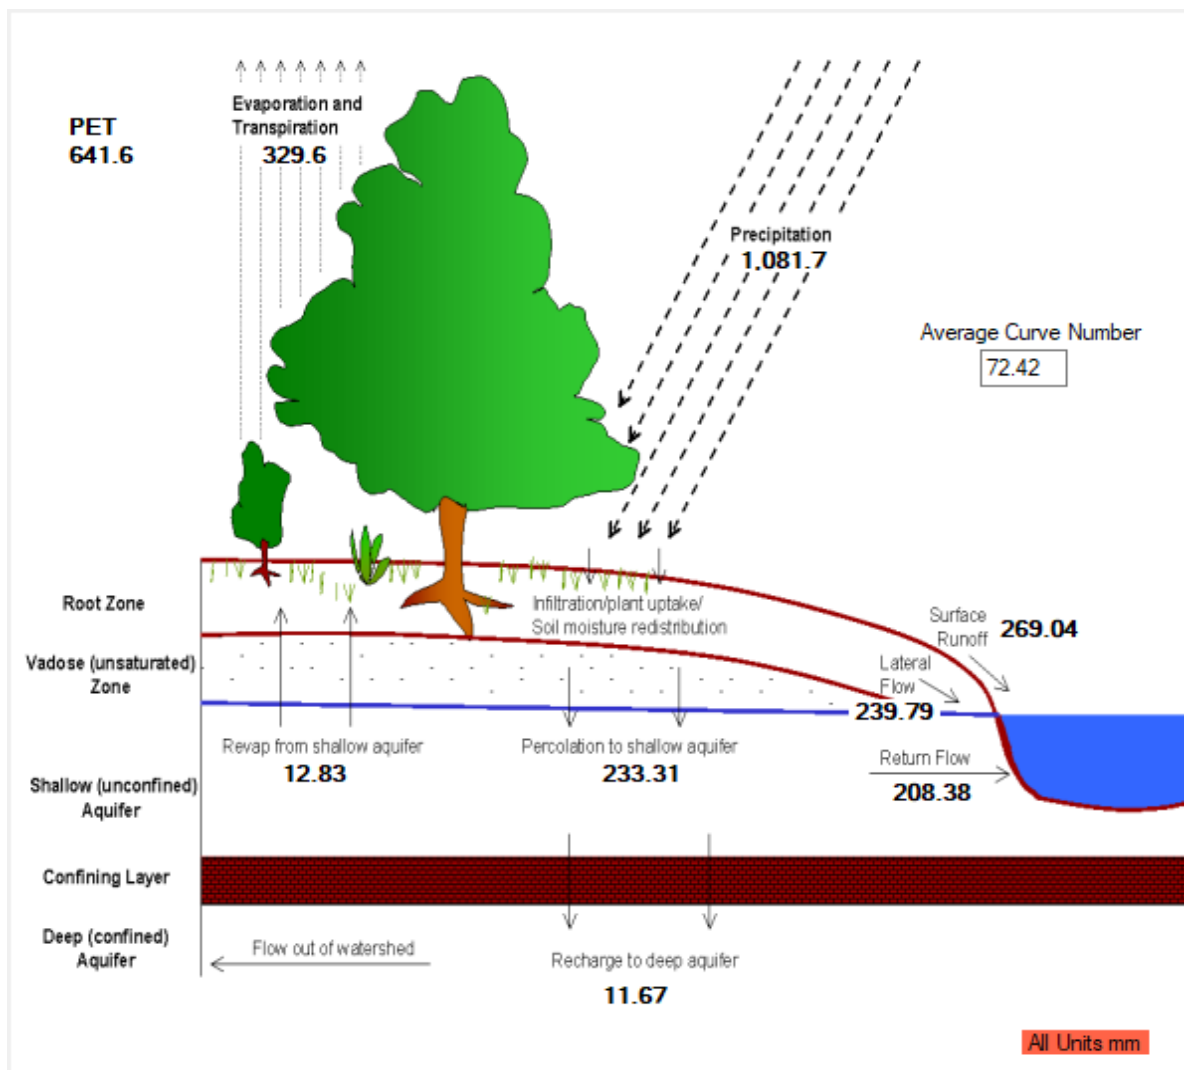 Evaporation and
Transpiration
329.6
PET
641.6
Precipitation
1,081.7
Average Curve Number
72.42
Root Zone
Infiltration/plant uptake/
Soil moisture redistribution
Surface
Runoff
269.04
Vadose (unsaturated)
Zone
Lateral
Flow
239.79
Revap from shallow aquifer
12.83
Percolation to shallow aquifer
233.31
Return Flow
208.38
Shallow (unconfined)
Aquifer
Confining Layer
Deep (confined)
Aquifer
Flow out of watershed
Recharge to deep aquifer
11.67
All Units mm